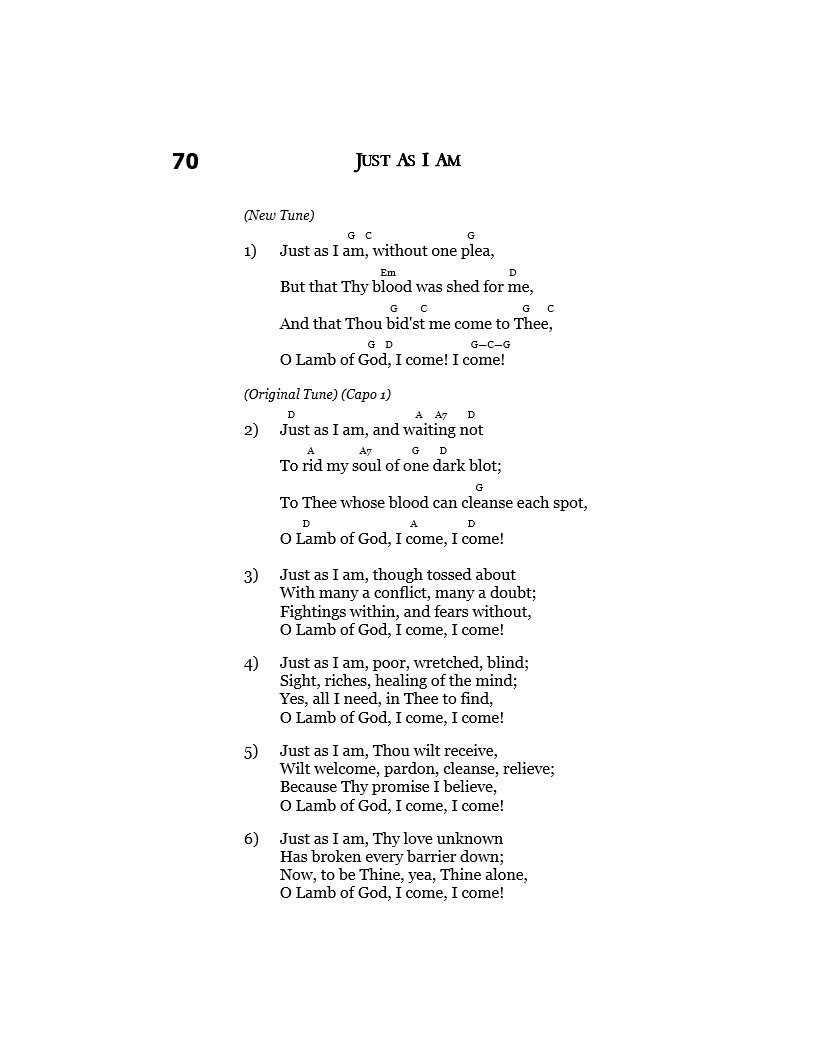 70 JUST AS I AM
(New Tune)
G C G
1) Just as I am, without one plea,
Em D
But that Thy blood was shed for me,
G C G C
And that Thou bid'st me come to Thee,
G D G—C—G
O Lamb of God, I come! I come!
(Original Tune) (Capo 1)
D A A7 D
2) Just as I am, and waiting not
A A7 G D
To rid my soul of one dark blot;
G
To Thee whose blood can cleanse each spot,
D A D
O Lamb of God, I come, I come!
3) Just as I am, though tossed about
With many a conflict, many a doubt;
Fightings within, and fears without,
O Lamb of God, I come, I come!
4) Just as I am, poor, wretched, blind;
Sight, riches, healing of the mind;
Yes, all I need, in Thee to find,
O Lamb of God, I come, I come!
5) Just as I am, Thou wilt receive,
Wilt welcome, pardon, cleanse, relieve;
Because Thy promise I believe,
O Lamb of God, I come, I come!
6) Just as I am, Thy love unknown
Has broken every barrier down;
Now, to be Thine, yea, Thine alone,
O Lamb of God, I come, I come!